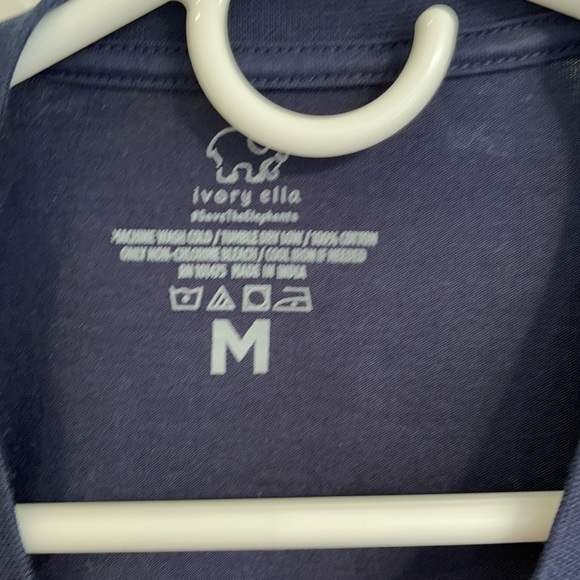 ivory ella
#SaveTheElephants
MACHINE WASH COLD / TUMBLE DRY LOW / 100% COTTON
ONLY NON-CHLORINE BLEACH / COOL IRON IF NEEDED
MADE IN INDIA
M